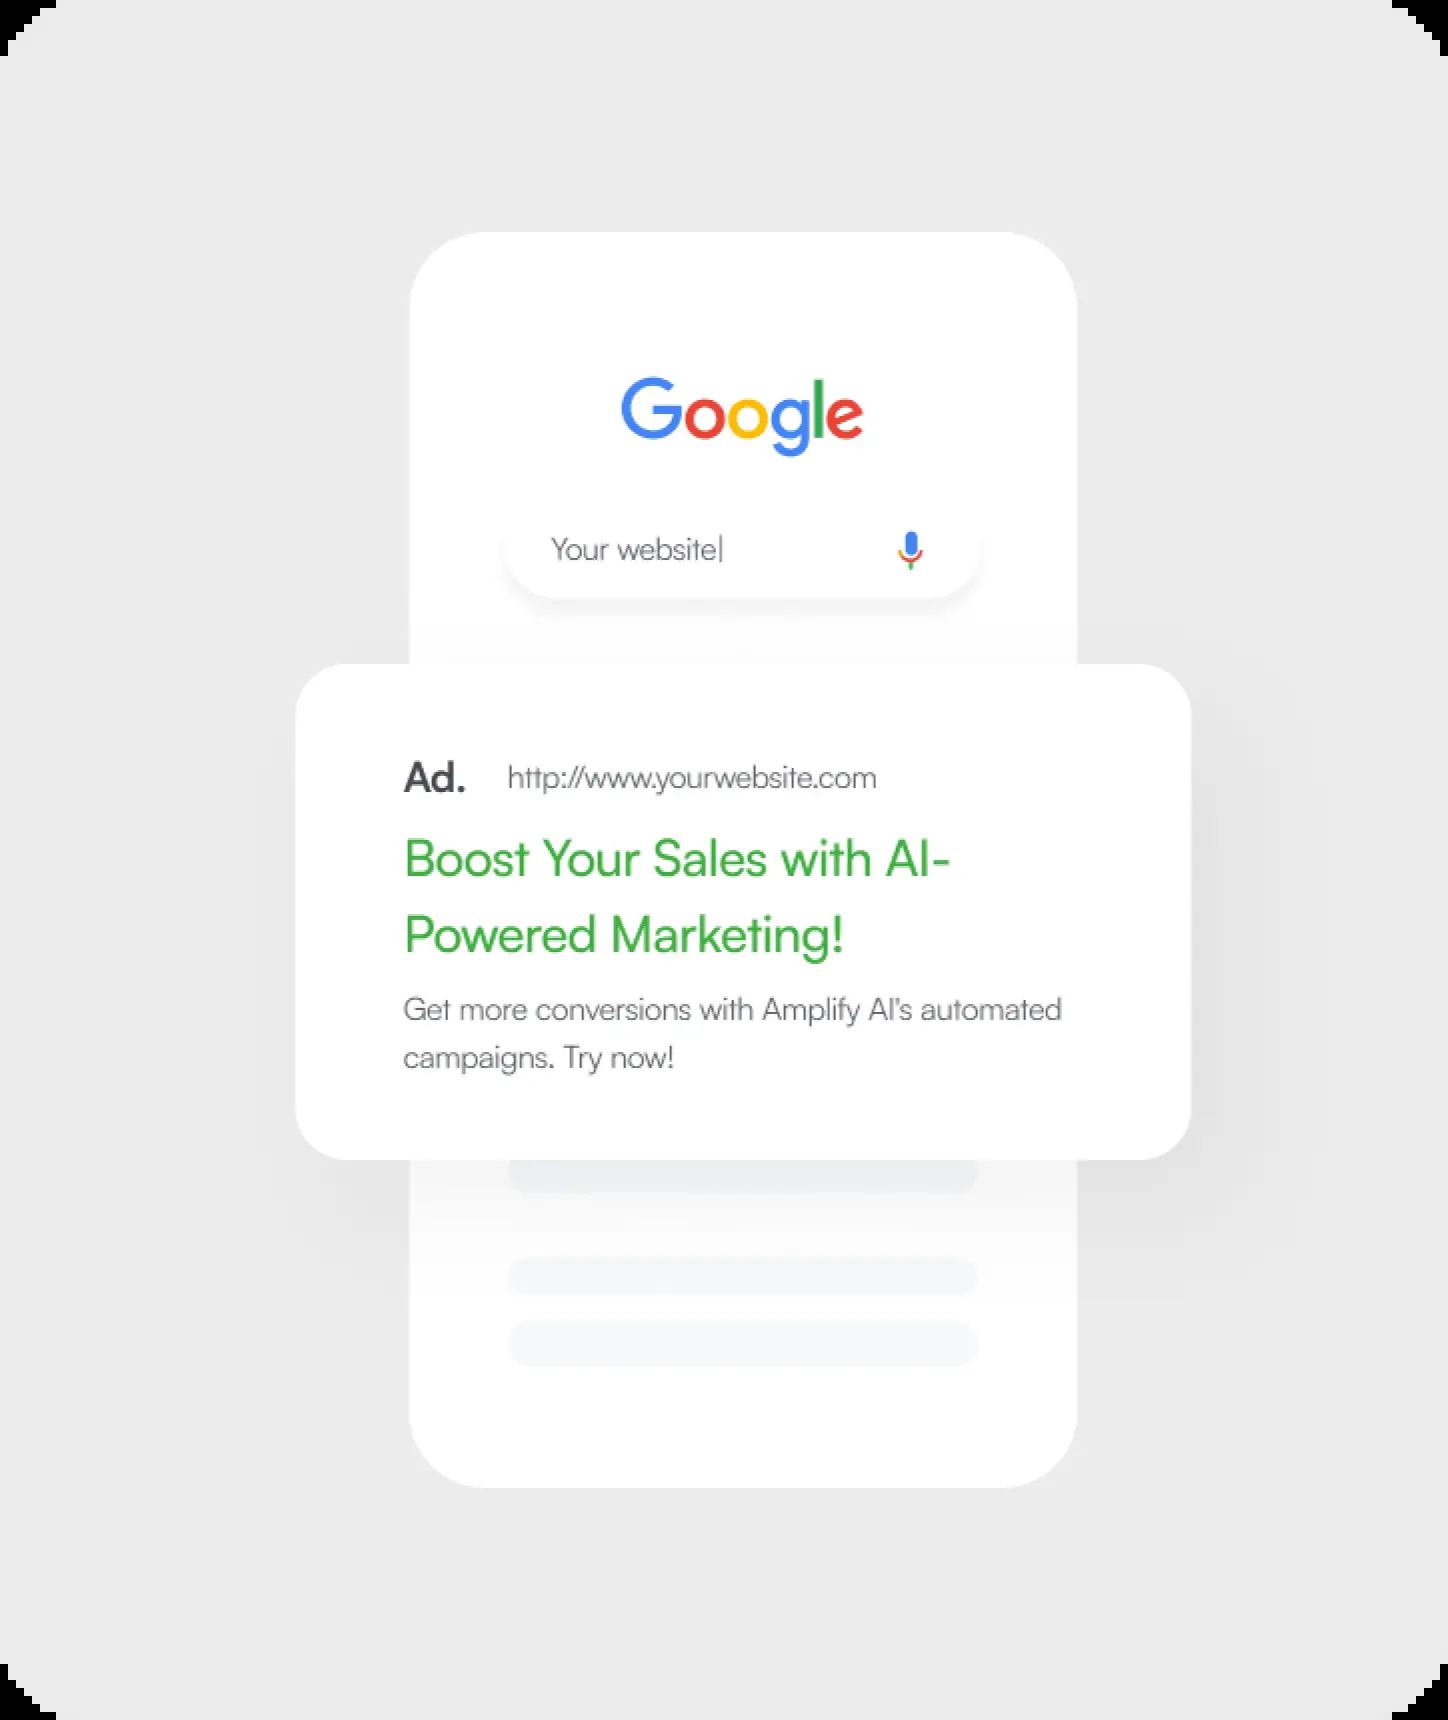 Google
Your website
Ad. http://www.yourwebsite.com
Boost Your Sales with AI-
Powered Marketing!
Get more conversions with Amplify AI's automated
campaigns. Try now!